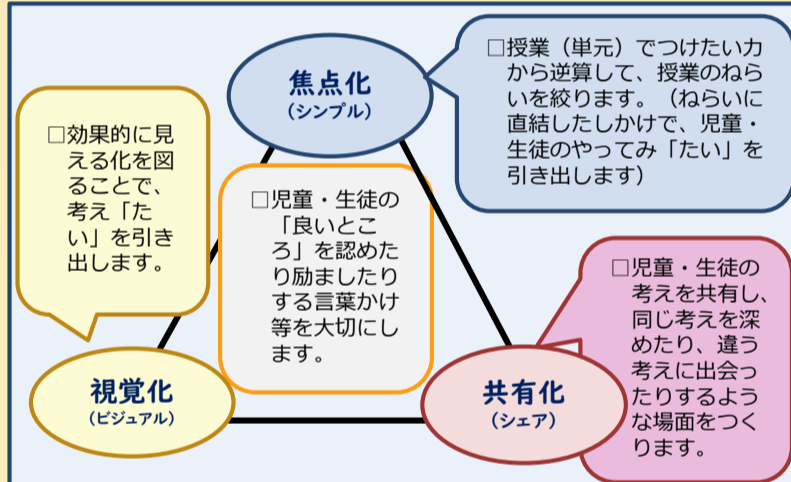 焦点化
(シンプル)
□授業（単元）でつけたい力
から逆算して、授業のねら
いを絞ります。（ねらいに
直結したしかけで、児童・
生徒のやってみ「たい」を
引き出します）
□効果的に見
える化を図
ることで、
考え「た
い」を引き
出します。
□児童・生徒の
「良いとこ
ろ」を認めた
り励ましたり
する言葉かけ
等を大切にし
ます。
□児童・生徒の
考えを共有し、
同じ考えを深
めたり、違う
考えに出会っ
たりするよう
な場面をつく
ります。
視覚化
(ビジュアル)
共有化
(シェア)